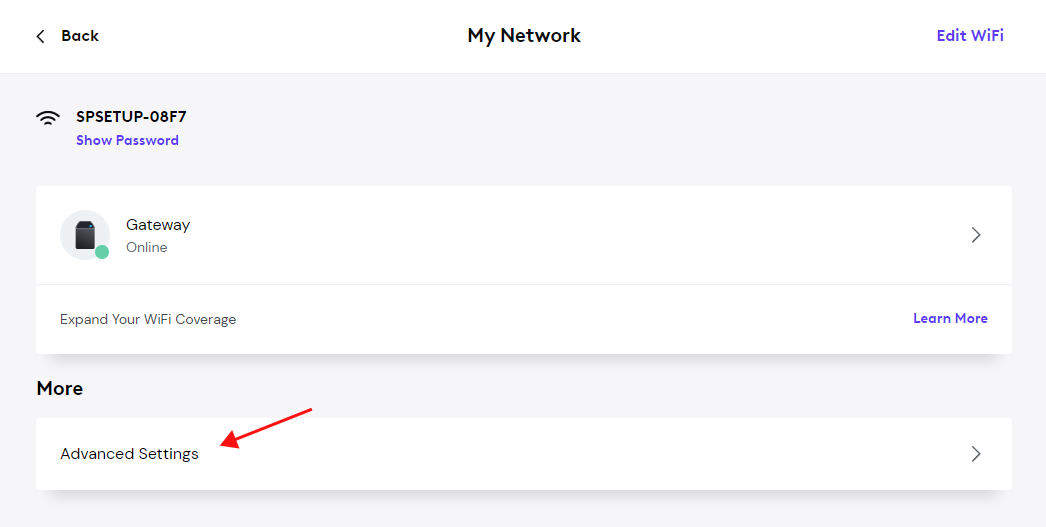 Back
My Network
Edit WiFi
SPSETUP-08F7
Show Password
Gateway
Online
Expand Your WiFi Coverage
Learn More
More
Advanced Settings